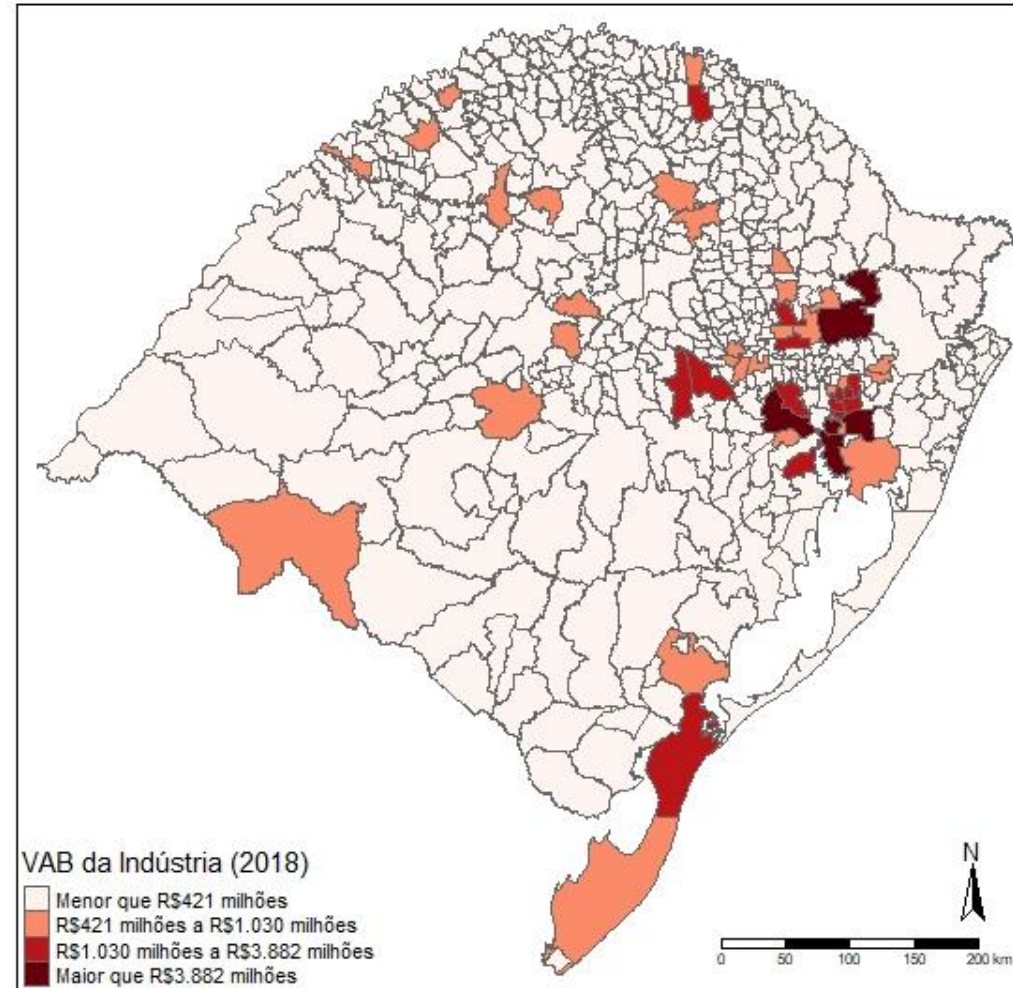 VAB da Indústria (2018)
Menor que R$421 milhões
R$421 milhões a R$1.030 milhões
R$1.030 milhões a R$3.882 milhões
Maior que R$3.882 milhões
N
0 50 100 150 200 km